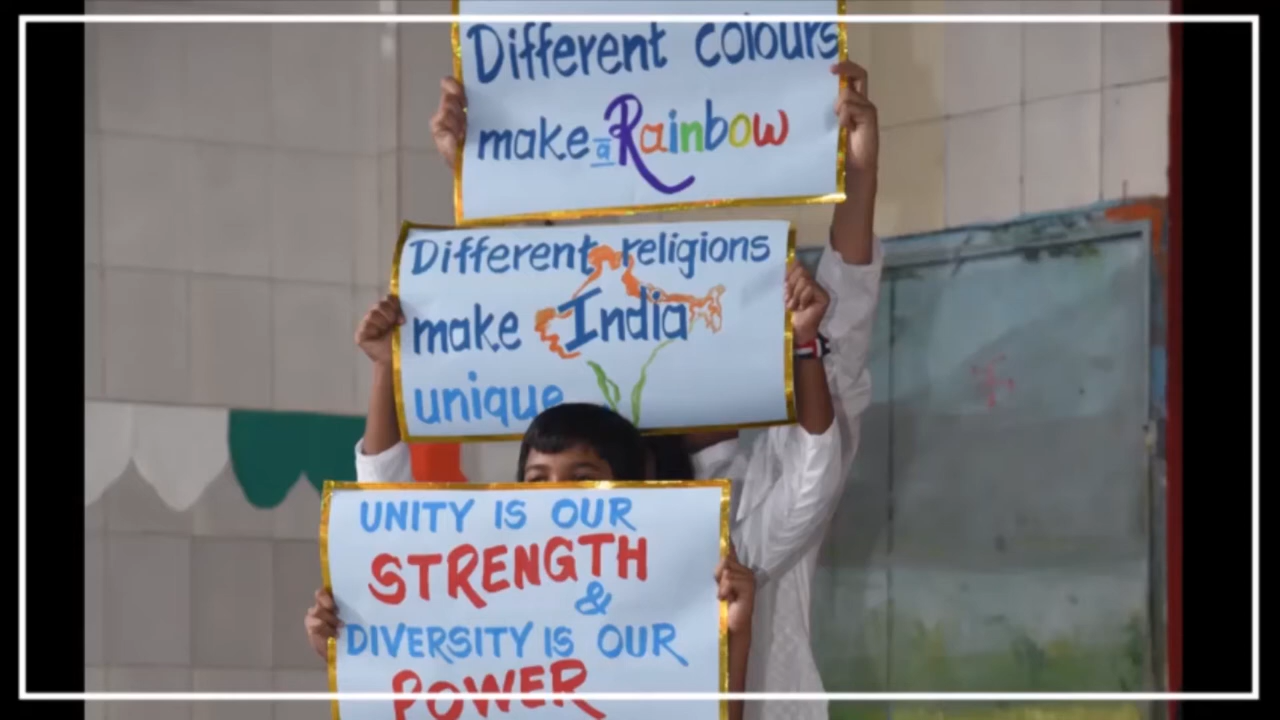 Different colours
make a Rainbow
Different religions
make India
unique
UNITY IS OUR
STRENGTH
&
DIVERSITY IS OUR
POWER